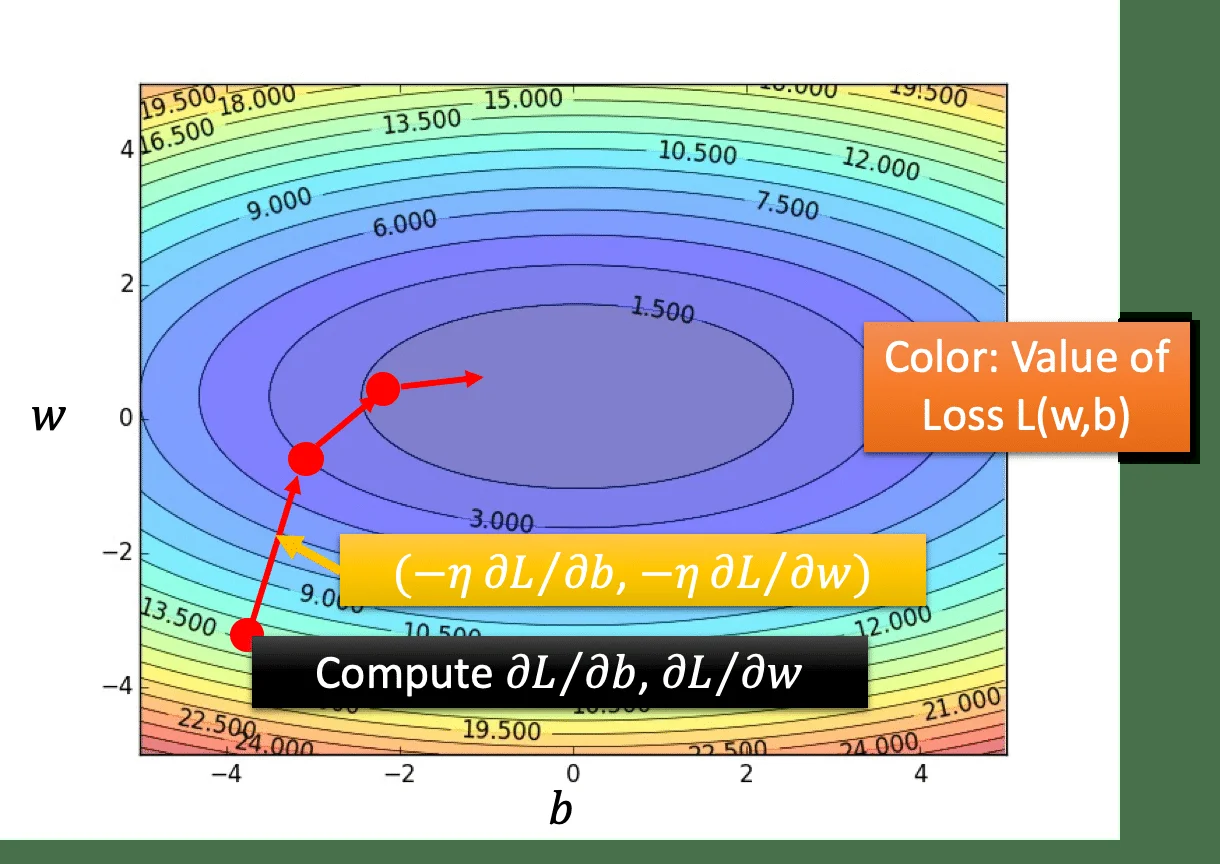 19.500 18.000 15.000 19.500
16.500 13.500
4 10.500 12.000
9.000 7.500
6.000
2
1.500
Color: Value of
Loss L(w,b)
w 0
3.000
−2
(−η ∂L/∂b, −η ∂L/∂w)
13.500 12.000
Compute ∂L/∂b, ∂L/∂w
−4
22.500 19.500 21.000
24.000 22.500 24.000
−4 −2 0 2 4
b